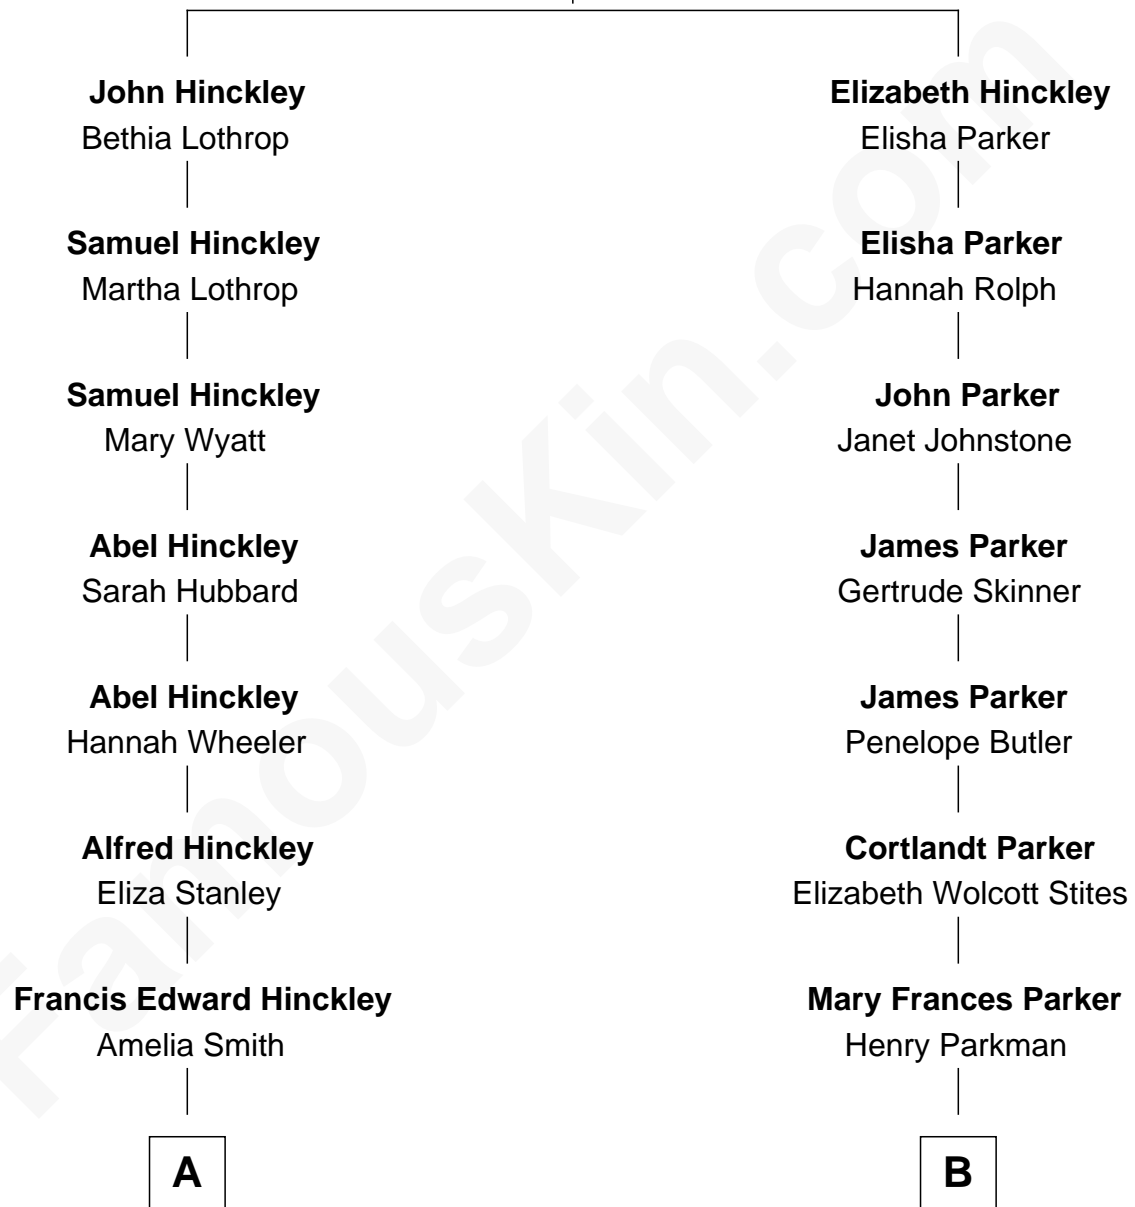 John Hinckley
Bethia Lothrop
Samuel Hinckley
Martha Lothrop
Samuel Hinckley
Mary Wyatt
Abel Hinckley
Sarah Hubbard
Abel Hinckley
Hannah Wheeler
Alfred Hinckley
Eliza Stanley
Francis Edward Hinckley
Amelia Smith
A
Elizabeth Hinckley
Elisha Parker
Elisha Parker
Hannah Rolph
John Parker
Janet Johnstone
James Parker
Gertrude Skinner
James Parker
Penelope Butler
Cortlandt Parker
Elizabeth Wolcott Stites
Mary Frances Parker
Henry Parkman
B
FamousKin.com